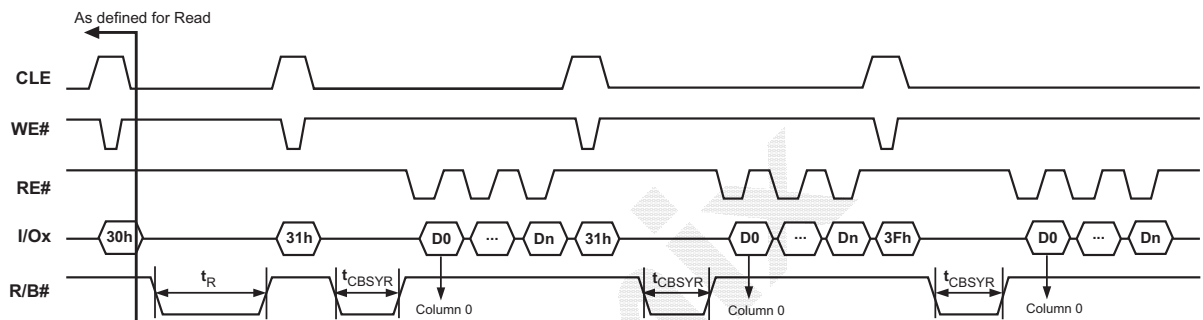 As defined for Read
CLE
WE#
RE#
I/Ox 30h 31h D0 ... Dn 31h D0 ... Dn 3Fh D0 ... Dn
R/B# tR tCBSYR tCBSYR tCBSYR
Column 0 Column 0 Column 0